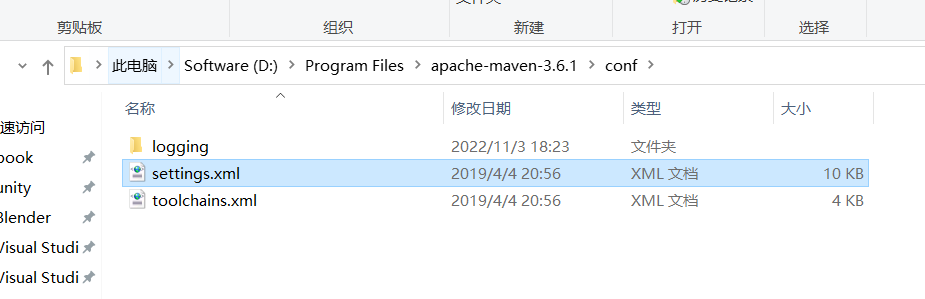 剪贴板 组织 新建 打开 选择
此电脑 Software (D:) Program Files apache-maven-3.6.1 conf
名称 修改日期 类型 大小
速访问
logging 2022/11/3 18:23 文件夹
book
settings.xml 2019/4/4 20:56 XML 文档 10 KB
unity
toolchains.xml 2019/4/4 20:56 XML 文档 4 KB
Blender
Visual Studi
Visual Studi